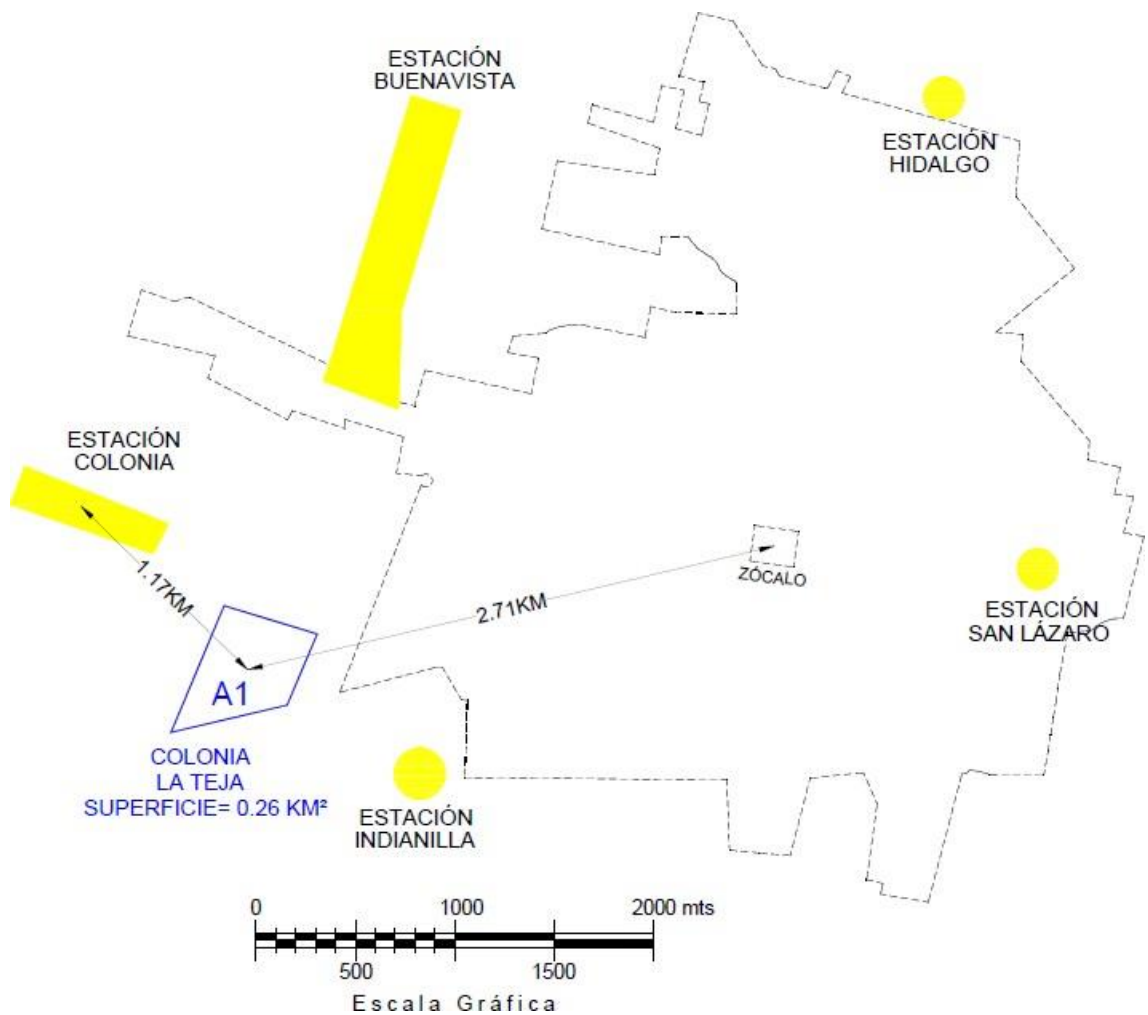 ESTACIÓN
BUENAVISTA
ESTACIÓN
HIDALGO
ESTACIÓN
COLONIA
1.17KM
2.71KM
ZÓCALO
ESTACIÓN
SAN LÁZARO
A1
COLONIA
LA TEJA
SUPERFICIE= 0.26 KM²
ESTACIÓN
INDIANILLA
0 1000 2000 mts
500 1500
Escala Gráfica